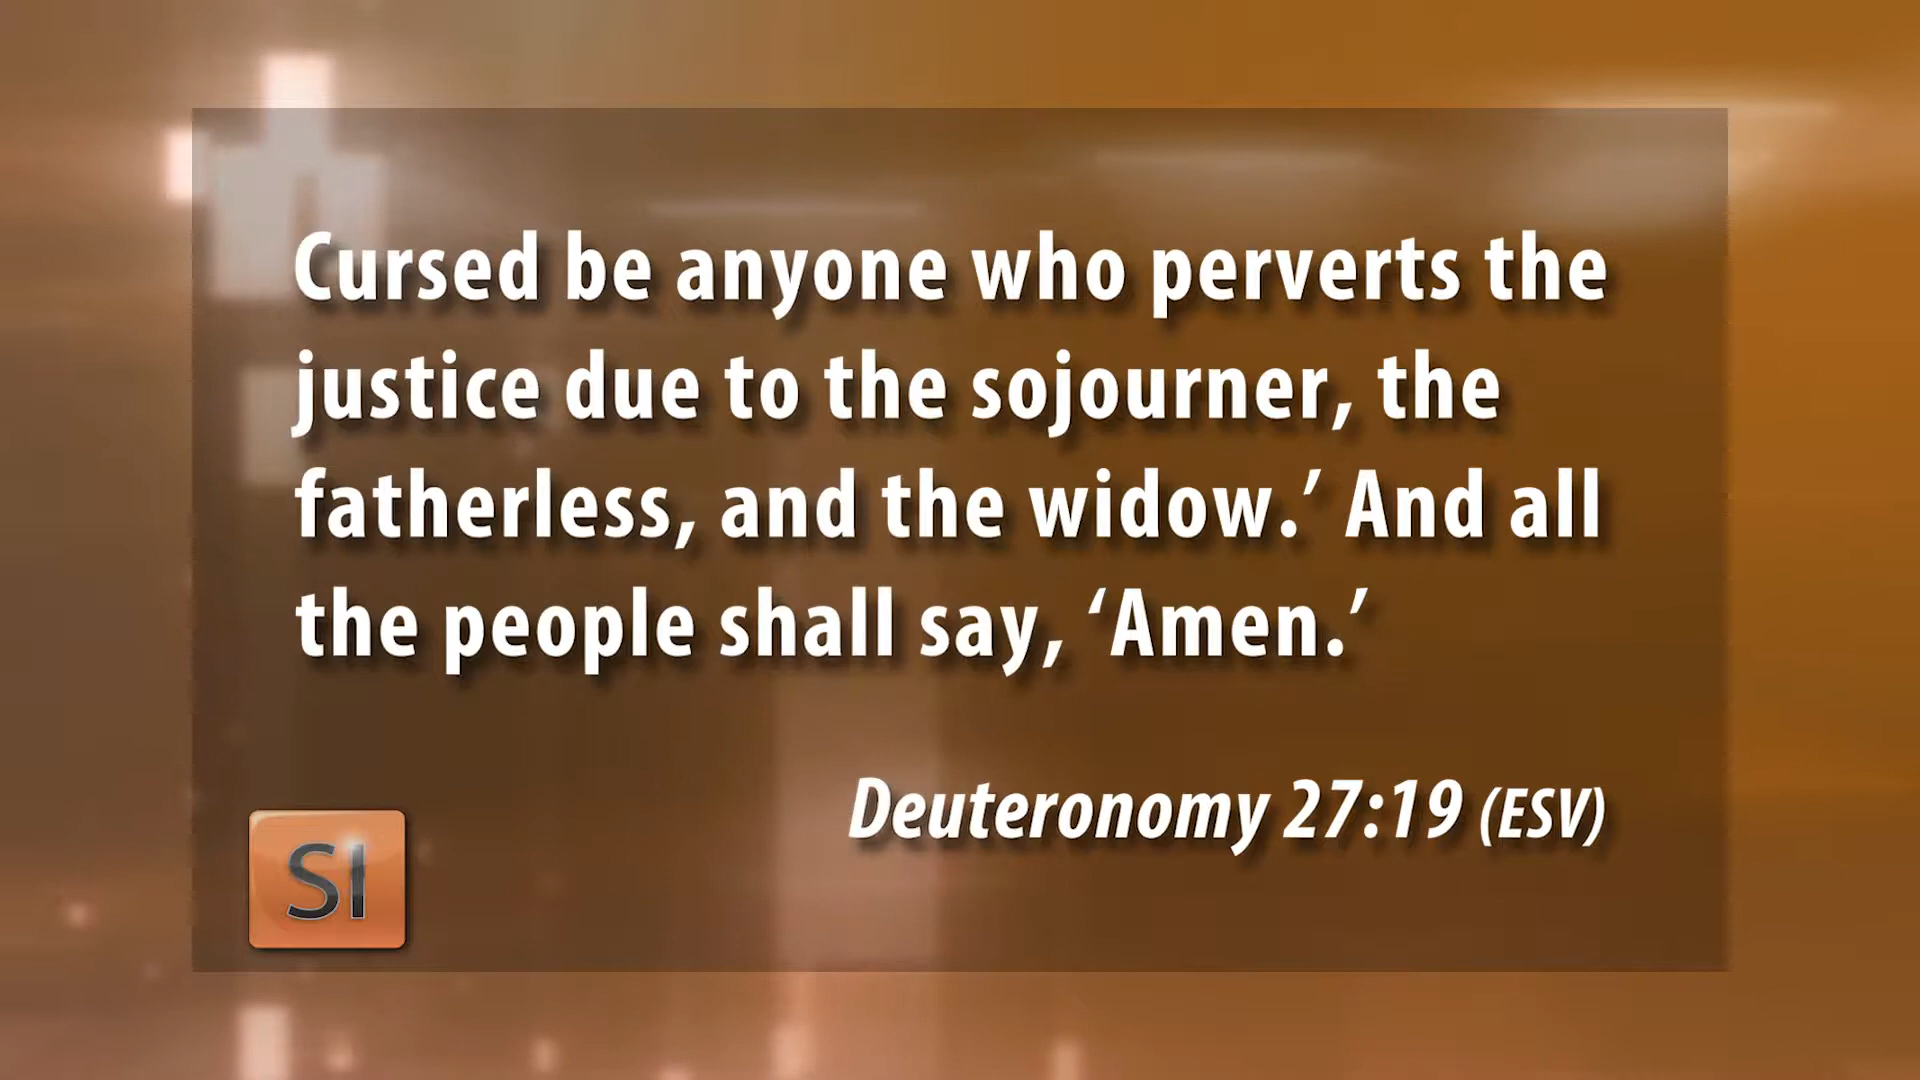 Cursed be anyone who perverts the
justice due to the sojourner, the
fatherless, and the widow.’ And all
the people shall say, ‘Amen.’
Deuteronomy 27:19 (ESV)
SI